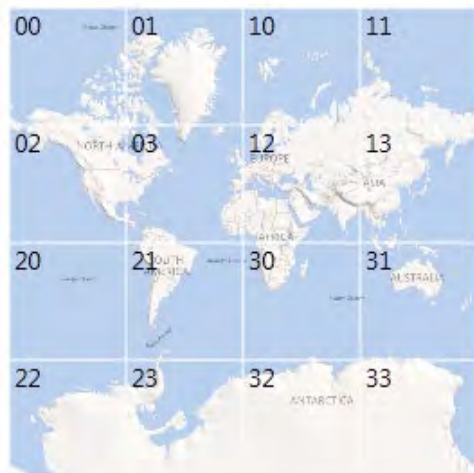 00 01 10 11
02 03 12 13
NORTH A
EUROPE
ASIA
AFRICA
20 21 30 31
SOUTH
AMERICA
AUSTRALIA
22 23 32 33
ANTARCTICA